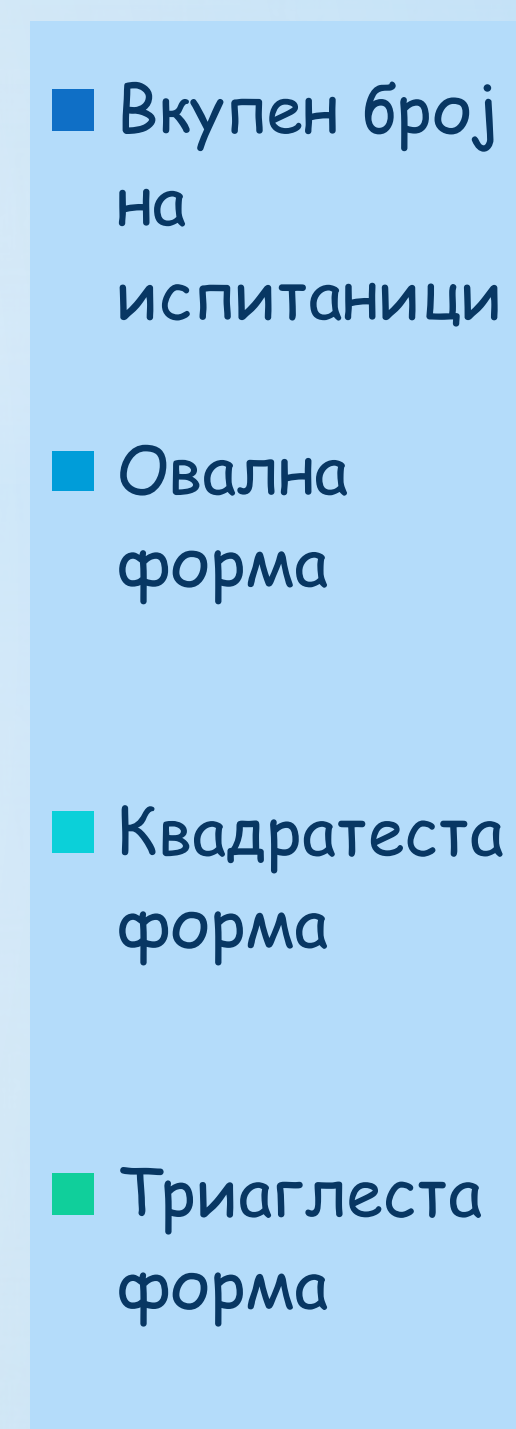 Вкупен број
на
испитаници
Овална
форма
Квадратеста
форма
Триаглеста
форма